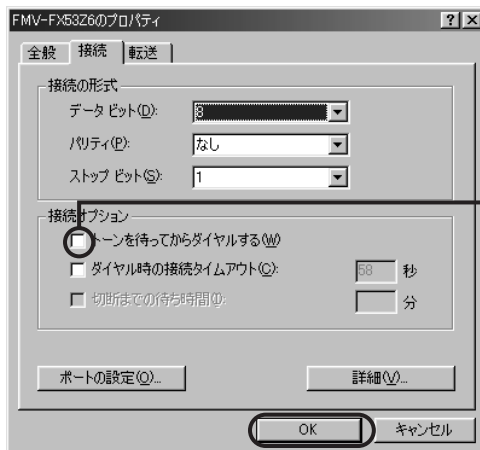 FMV-FX53Z6のプロパティ
全般 接続 転送
接続の形式
データ ビット(D): 8
パリティ(P): なし
ストップ ビット(S): 1
接続オプション
トーンを待ってからダイヤルする(W)
ダイヤル時の接続タイムアウト(C): 58 秒
切断までの待ち時間(I): 分
ポートの設定(O)... 詳細(V)...
OK キャンセル